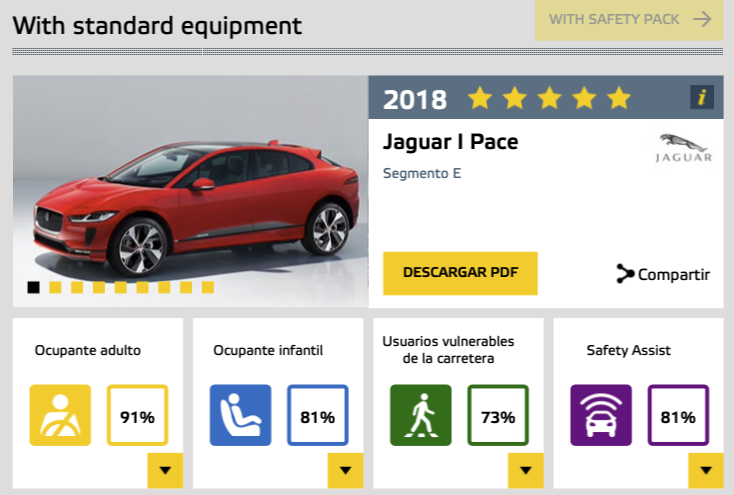 With standard equipment
WITH SAFETY PACK
2018
i
Jaguar I Pace
JAGUAR
Segmento E
DESCARGAR PDF
Compartir
Ocupante adulto
91%
Ocupante infantil
81%
Usuarios vulnerables
de la carretera
73%
Safety Assist
81%